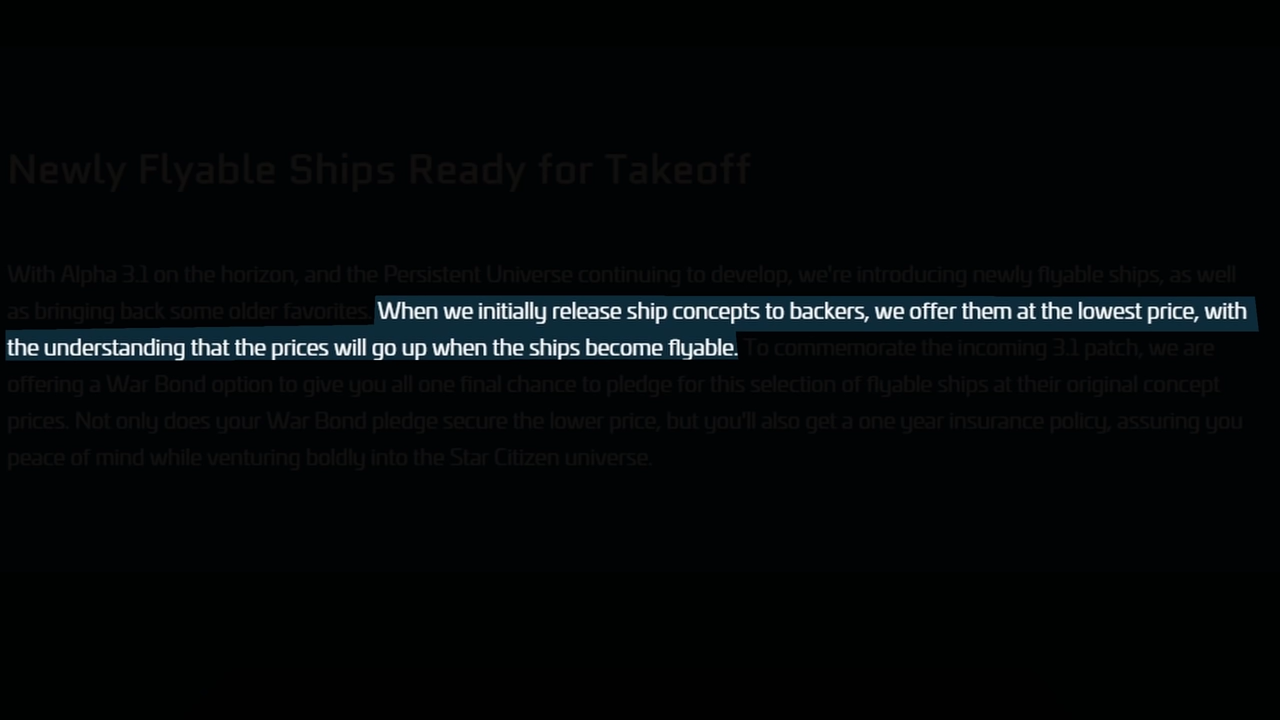 Newly Flyable Ships Ready for Takeoff
With Alpha 3.1 on the horizon, and the Persistent Universe continuing to develop, we're introducing newly flyable ships, as well
as bringing back some older favorites. When we initially release ship concepts to backers, we offer them at the lowest price, with
the understanding that the prices will go up when the ships become flyable. To commemorate the incoming 3.1 patch, we are
offering a War Bond option to give you all one final chance to pledge for this selection of flyable ships at their original concept
prices. Not only does your War Bond pledge secure the lower price, but you'll also get a one year insurance policy, assuring you
peace of mind while venturing boldly into the Star Citizen universe.